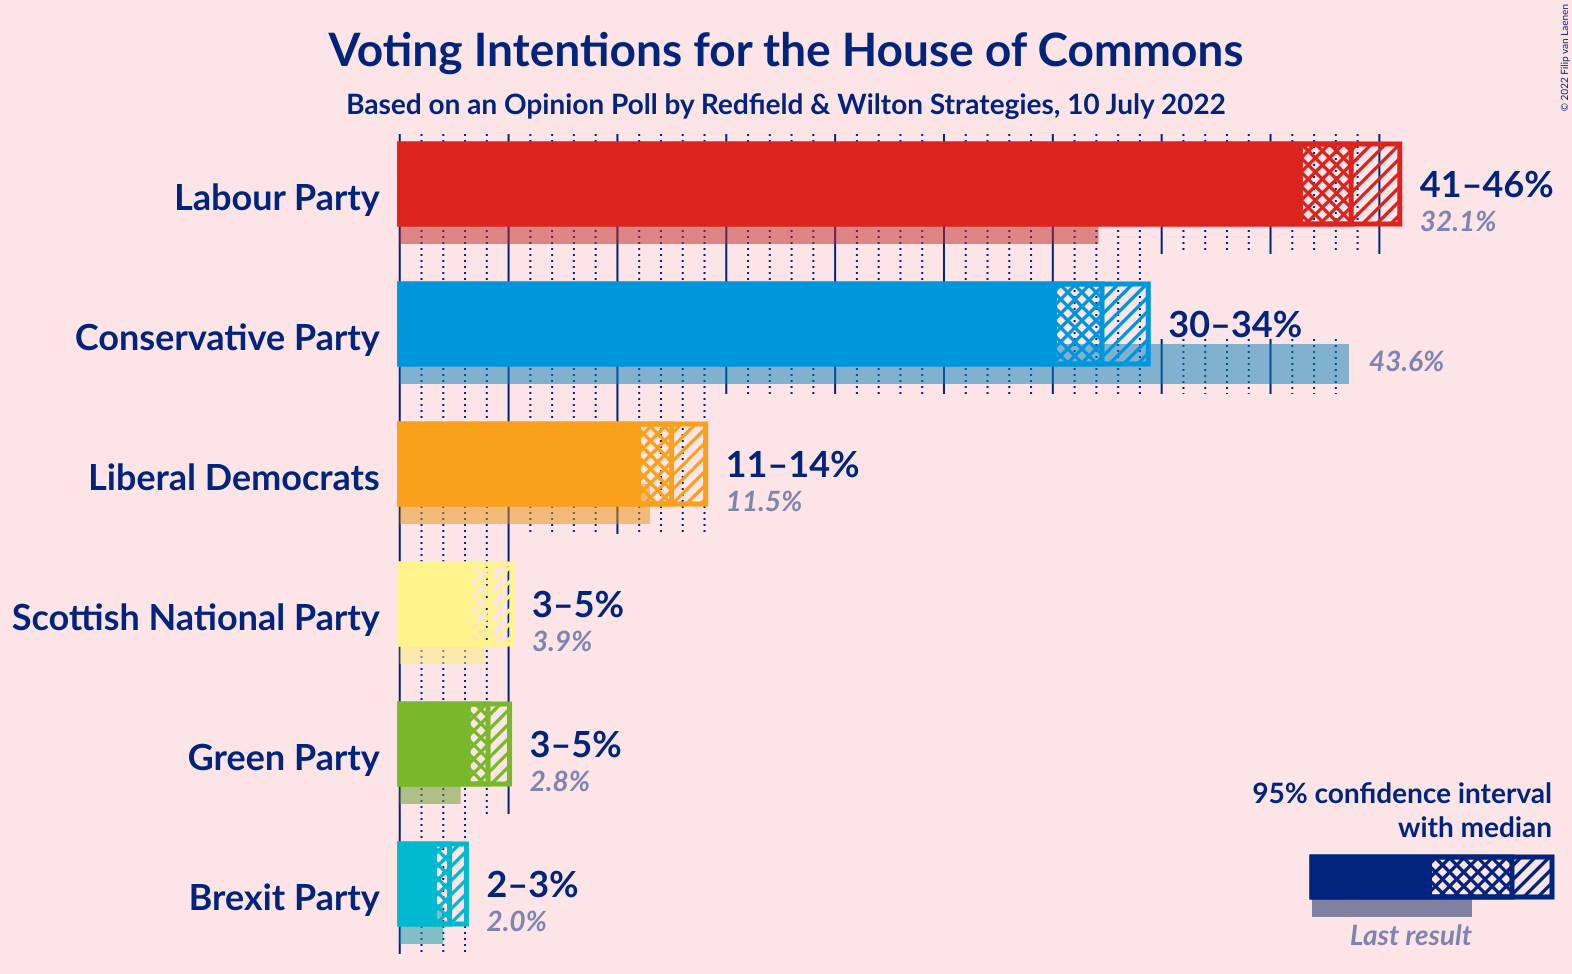 Voting Intentions for the House of Commons
Based on an Opinion Poll by Redfield & Wilton Strategies, 10 July 2022
© 2022 Filip van Laenen
Labour Party
41–46%
32.1%
Conservative Party
30–34%
43.6%
Liberal Democrats
11–14%
11.5%
Scottish National Party
3–5%
3.9%
Green Party
3–5%
2.8%
Brexit Party
2–3%
2.0%
95% confidence interval
with median
Last result